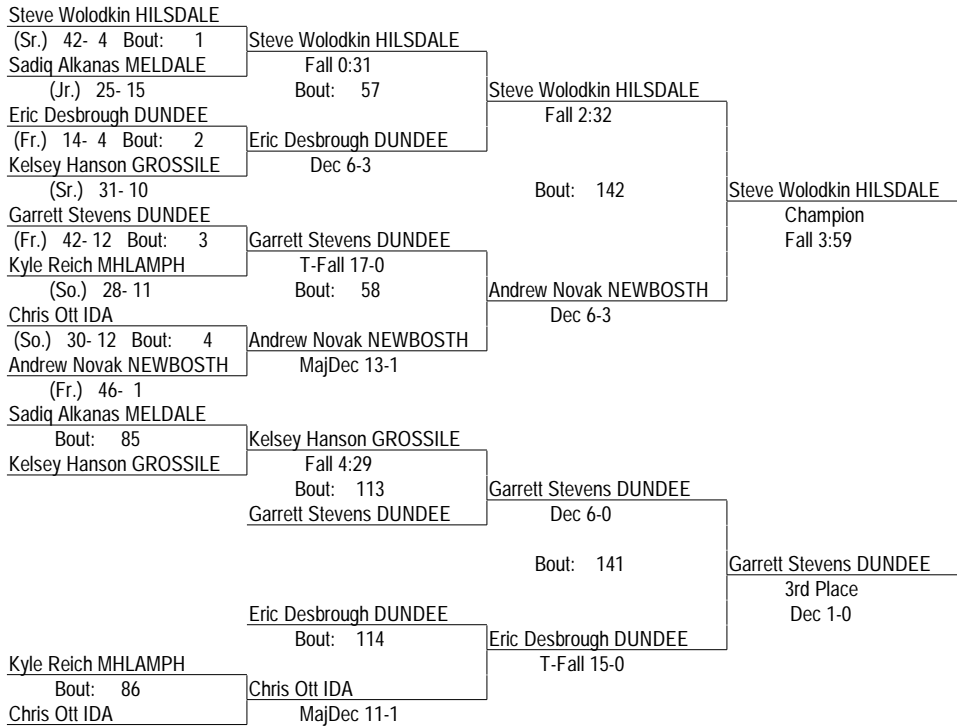 Steve Wolodkin HILSDALE
(Sr.) 42- 4 Bout: 1
Steve Wolodkin HILSDALE
Sadiq Alkanas MELDALE
Fall 0:31
(Jr.) 25- 15
Bout: 57
Steve Wolodkin HILSDALE
Eric Desbrough DUNDEE
Fall 2:32
(Fr.) 14- 4 Bout: 2
Eric Desbrough DUNDEE
Kelsey Hanson GROSSILE
Dec 6-3
(Sr.) 31- 10
Bout: 142
Steve Wolodkin HILSDALE
Garrett Stevens DUNDEE
Champion
(Fr.) 42- 12 Bout: 3
Garrett Stevens DUNDEE
Fall 3:59
Kyle Reich MHLAMPH
T-Fall 17-0
(So.) 28- 11
Bout: 58
Andrew Novak NEWBOSTH
Chris Ott IDA
Dec 6-3
(So.) 30- 12 Bout: 4
Andrew Novak NEWBOSTH
Andrew Novak NEWBOSTH
MajDec 13-1
(Fr.) 46- 1
Sadiq Alkanas MELDALE
Bout: 85
Kelsey Hanson GROSSILE
Kelsey Hanson GROSSILE
Fall 4:29
Bout: 113
Garrett Stevens DUNDEE
Garrett Stevens DUNDEE
Dec 6-0
Bout: 141
Garrett Stevens DUNDEE
3rd Place
Eric Desbrough DUNDEE
Dec 1-0
Bout: 114
Eric Desbrough DUNDEE
Kyle Reich MHLAMPH
T-Fall 15-0
Bout: 86
Chris Ott IDA
Chris Ott IDA
MajDec 11-1